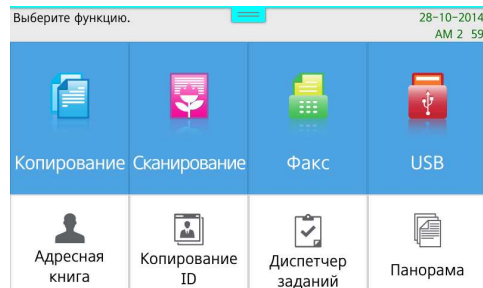 Выберите функцию.
28-10-2014
AM 2 59
Копирование Сканирование Факс USB
Адресная книга
Копирование ID
Диспетчер заданий
Панорама